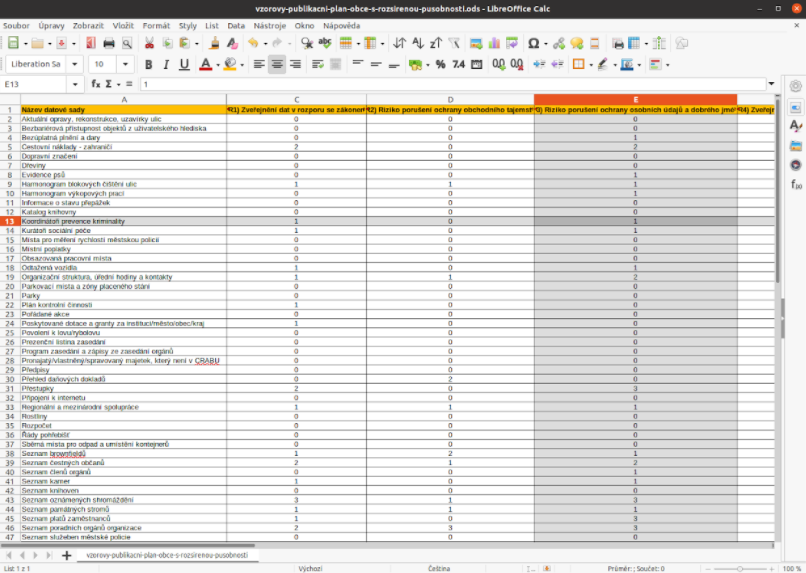 vzorovy-publikacni-plan-obce-s-rozsirenou-pusobnosti.ods - LibreOffice Calc
Soubor Úpravy Zobrazit Vložit Formát Styly List Data Nástroje Okno Nápověda
Liberation Sa 10 B I U A % 7.4 0.0 0.0
E13 fx Σ = 1
A C D E
1 Název datové sady (R1) Zveřejnění dat v rozporu se zákonem R2) Riziko porušení ochrany obchodního tajemst 3) Riziko porušení ochrany osobních údajů a dobrého jmé R4) Zveřejn
2 Aktuální opravy, rekonstrukce, uzavírky ulic 0 0 0
3 Bezbariérová přístupnost objektů z uživatelského hlediska 0 0 0
4 Bezúplatná plnění a dary 0 0 1
5 Cestovní náklady - zahraničí 2 0 2
6 Dopravní značení 0 0 0
7 Dřeviny 0 0 0
8 Evidence psů 0 0 1
9 Harmonogram blokových čištění ulic 1 1 1
10 Harmonogram výkopových prací 0 0 1
11 Informace o stavu přepážek 0 0 0
12 Katalog knihovny 0 0 0
13 Koordinátoři prevence kriminality 1 0 1
14 Kurátoři sociální péče 1 0 1
15 Místa pro měření rychlosti městskou policií 0 0 0
16 Místní poplatky 0 0 0
17 Obsazovaná pracovní místa 0 0 0
18 Odtažená vozidla 1 0 1
19 Organizační struktura, úřední hodiny a kontakty 1 1 2
20 Parkovací místa a zóny placeného stání 0 0 0
21 Parky 0 0 0
22 Plán kontrolní činnosti 1 0 0
23 Pořádané akce 0 0 0
24 Poskytované dotace a granty za instituci/město/obec/kraj 1 0 0
25 Povolení k lovu/rybolovu 0 0 0
26 Prezenční listina zasedání 0 0 0
27 Program zasedání a zápisy ze zasedání orgánů 0 0 0
28 Pronajatý/vlastněný/spravovaný majetek, který není v CRABU 0 0 0
29 Předpisy 0 0 0
30 Přehled daňových dokladů 0 2 0
31 Přestupky 2 0 3
32 Připojení k internetu 0 0 0
33 Regionální a mezinárodní spolupráce 1 1 1
34 Rostliny 0 0 0
35 Rozpočet 0 0 0
36 Řády pohřebišť 0 0 0
37 Sběrná místa pro odpad a umístění kontejnerů 0 0 0
38 Seznam brownfieldů 1 2 1
39 Seznam čestných občanů 2 1 2
40 Seznam členů orgánů 0 0 1
41 Seznam kamer 1 0 1
42 Seznam knihoven 0 0 0
43 Seznam oznámených shromáždění 3 1 3
44 Seznam památných stromů 1 1 1
45 Seznam platů zaměstnanců 1 0 3
46 Seznam poradních orgánů organizace 2 3 3
47 Seznam služeben městské policie 0 0 0
vzorovy-publikacni-plan-obce-s-rozsirenou-pusobnosti
List 1 z 1 Výchozí Čeština Průměr: ; Součet: 0 100 %